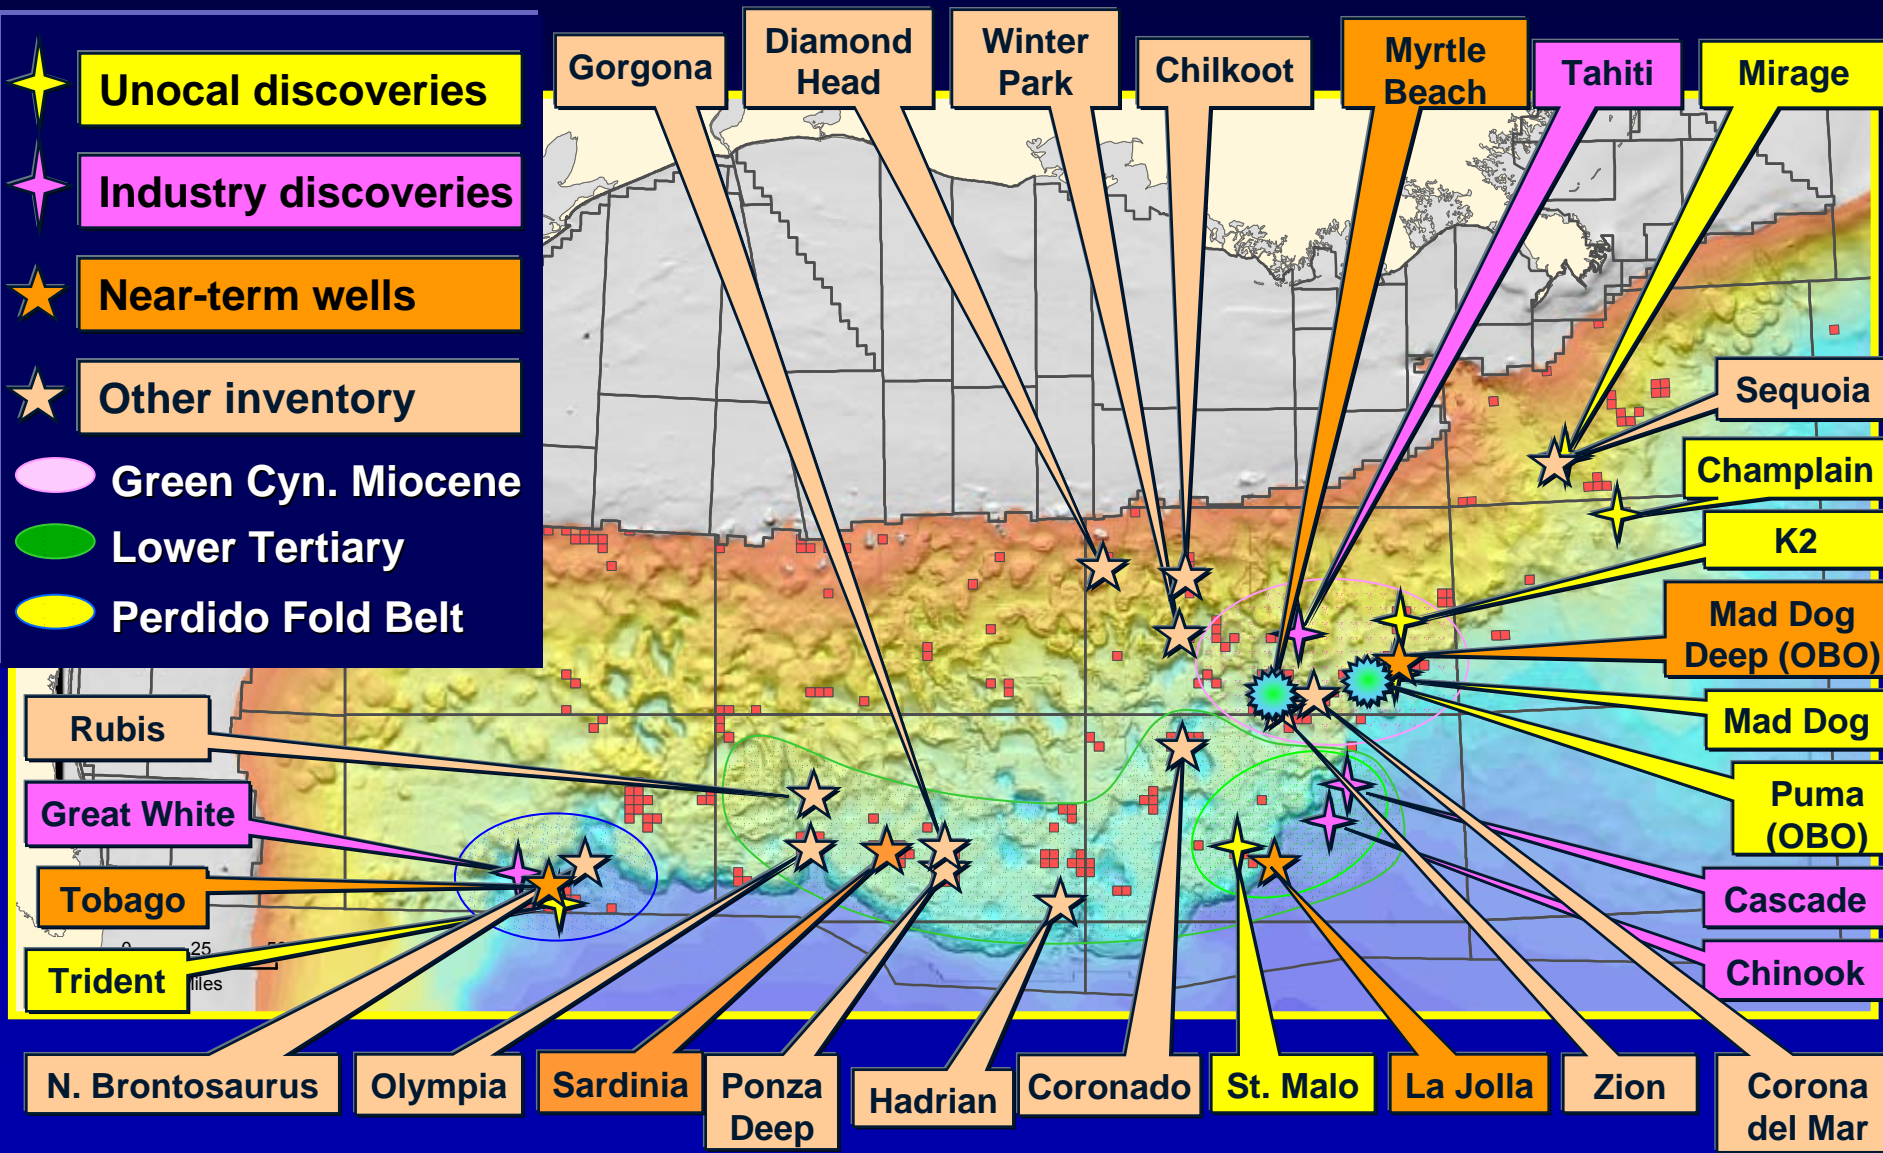 Unocal discoveries
Industry discoveries
Near-term wells
Other inventory
Green Cyn. Miocene
Lower Tertiary
Perdido Fold Belt
Gorgona
Diamond
Head
Winter
Park
Chilkoot
Myrtle
Beach
Tahiti
Mirage
Sequoia
Champlain
K2
Mad Dog
Deep (OBO)
Mad Dog
Puma
(OBO)
Cascade
Chinook
Rubis
Great White
Tobago
Trident
0 25
N. Brontosaurus
Olympia
Sardinia
Ponza
Deep
Hadrian
Coronado
St. Malo
La Jolla
Zion
Corona
del Mar